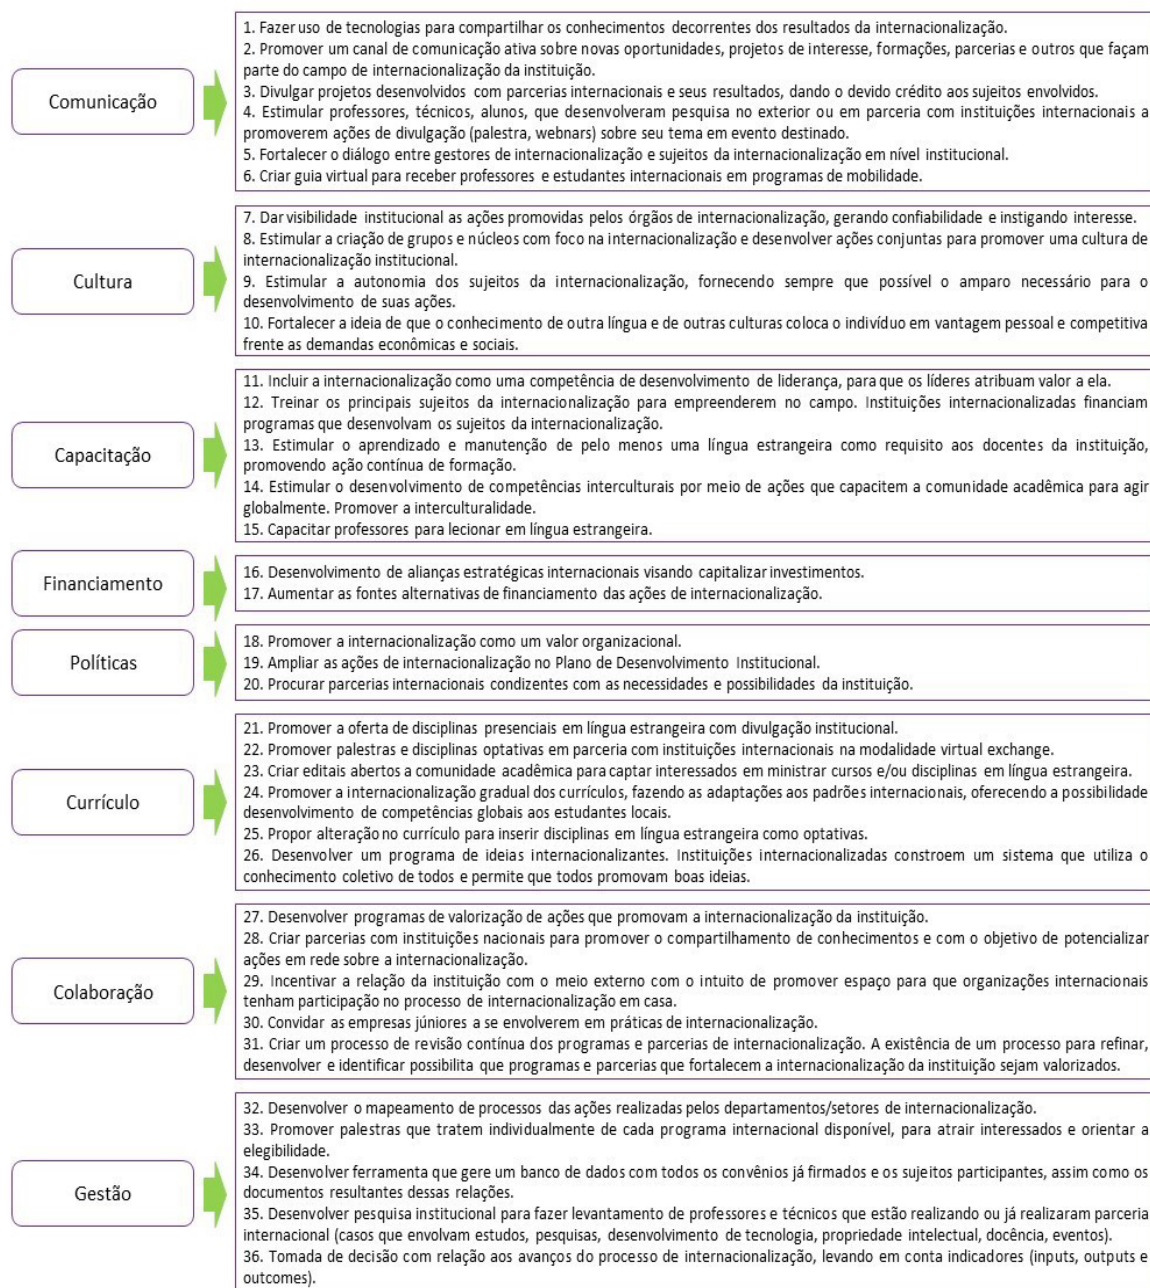 Comunicação
1. Fazer uso de tecnologias para compartilhar os conhecimentos decorrentes dos resultados da internacionalização.
2. Promover um canal de comunicação ativa sobre novas oportunidades, projetos de interesse, formações, parcerias e outros que façam
parte do campo de internacionalização da instituição.
3. Divulgar projetos desenvolvidos com parcerias internacionais e seus resultados, dando o devido crédito aos sujeitos envolvidos.
4. Estimular professores, técnicos, alunos, que desenvolveram pesquisa no exterior ou em parceria com instituições internacionais a
promoverem ações de divulgação (palestra, webnars) sobre seu tema em evento destinado.
5. Fortalecer o diálogo entre gestores de internacionalização e sujeitos da internacionalização em nível institucional.
6. Criar guia virtual para receber professores e estudantes internacionais em programas de mobilidade.
Cultura
7. Dar visibilidade institucional as ações promovidas pelos órgãos de internacionalização, gerando confiabilidade e instigando interesse.
8. Estimular a criação de grupos e núcleos com foco na internacionalização e desenvolver ações conjuntas para promover uma cultura de
internacionalização institucional.
9. Estimular a autonomia dos sujeitos da internacionalização, fornecendo sempre que possível o amparo necessário para o
desenvolvimento de suas ações.
10. Fortalecer a ideia de que o conhecimento de outra língua e de outras culturas coloca o indivíduo em vantagem pessoal e competitiva
frente as demandas econômicas e sociais.
Capacitação
11. Incluir a internacionalização como uma competência de desenvolvimento de liderança, para que os líderes atribuam valor a ela.
12. Treinar os principais sujeitos da internacionalização para empreenderem no campo. Instituições internacionalizadas financiam
programas que desenvolvam os sujeitos da internacionalização.
13. Estimular o aprendizado e manutenção de pelo menos uma língua estrangeira como requisito aos docentes da instituição,
promovendo ação contínua de formação.
14. Estimular o desenvolvimento de competências interculturais por meio de ações que capacitem a comunidade acadêmica para agir
globalmente. Promover a interculturalidade.
15. Capacitar professores para lecionar em língua estrangeira.
Financiamento
16. Desenvolvimento de alianças estratégicas internacionais visando capitalizar investimentos.
17. Aumentar as fontes alternativas de financiamento das ações de internacionalização.
Políticas
18. Promover a internacionalização como um valor organizacional.
19. Ampliar as ações de internacionalização no Plano de Desenvolvimento Institucional.
20. Procurar parcerias internacionais condizentes com as necessidades e possibilidades da instituição.
Currículo
21. Promover a oferta de disciplinas presenciais em língua estrangeira com divulgação institucional.
22. Promover palestras e disciplinas optativas em parceria com instituições internacionais na modalidade virtual exchange.
23. Criar editais abertos a comunidade acadêmica para captar interessados em ministrar cursos e/ou disciplinas em língua estrangeira.
24. Promover a internacionalização gradual dos currículos, fazendo as adaptações aos padrões internacionais, oferecendo a possibilidade
desenvolvimento de competências globais aos estudantes locais.
25. Propor alteração no currículo para inserir disciplinas em língua estrangeira como optativas.
26. Desenvolver um programa de ideias internacionalizantes. Instituições internacionalizadas constroem um sistema que utiliza o
conhecimento coletivo de todos e permite que todos promovam boas ideias.
Colaboração
27. Desenvolver programas de valorização de ações que promovam a internacionalização da instituição.
28. Criar parcerias com instituições nacionais para promover o compartilhamento de conhecimentos e com o objetivo de potencializar
ações em rede sobre a internacionalização.
29. Incentivar a relação da instituição com o meio externo com o intuito de promover espaço para que organizações internacionais
tenham participação no processo de internacionalização em casa.
30. Convidar as empresas júniores a se envolverem em práticas de internacionalização.
31. Criar um processo de revisão contínua dos programas e parcerias de internacionalização. A existência de um processo para refinar,
desenvolver e identificar possibilita que programas e parcerias que fortalecem a internacionalização da instituição sejam valorizados.
Gestão
32. Desenvolver o mapeamento de processos das ações realizadas pelos departamentos/setores de internacionalização.
33. Promover palestras que tratem individualmente de cada programa internacional disponível, para atrair interessados e orientar a
elegibilidade.
34. Desenvolver ferramenta que gere um banco de dados com todos os convênios já firmados e os sujeitos participantes, assim como os
documentos resultantes dessas relações.
35. Desenvolver pesquisa institucional para fazer levantamento de professores e técnicos que estão realizando ou já realizaram parceria
internacional (casos que envolvam estudos, pesquisas, desenvolvimento de tecnologia, propriedade intelectual, docência, eventos).
36. Tomada de decisão com relação aos avanços do processo de internacionalização, levando em conta indicadores (inputs, outputs e
outcomes).